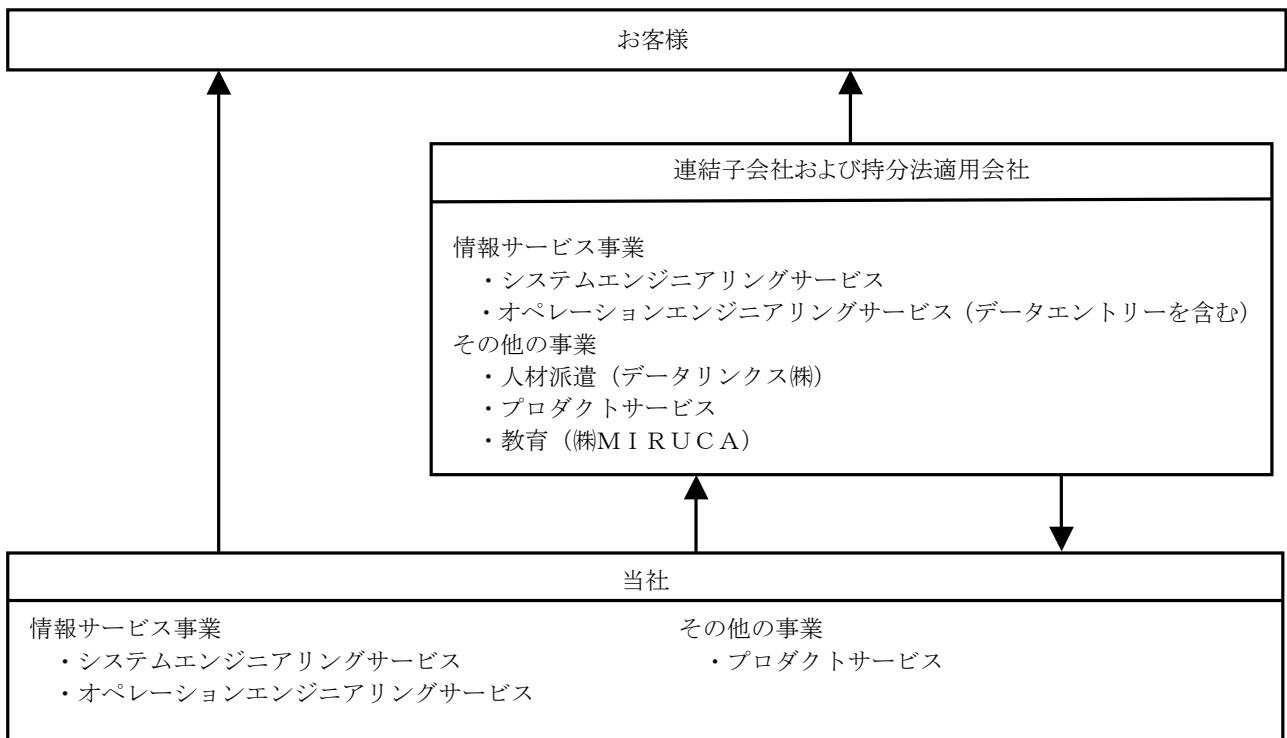 お客様
連結子会社および持分法適用会社
情報サービス事業
・システムエンジニアリングサービス
・オペレーションエンジニアリングサービス（データエントリーを含む）
その他の事業
・人材派遣（データリンクス㈱）
・プロダクトサービス
・教育（㈱ＭＩＲＵＣＡ）
当社
情報サービス事業
・システムエンジニアリングサービス
・オペレーションエンジニアリングサービス
その他の事業
・プロダクトサービス